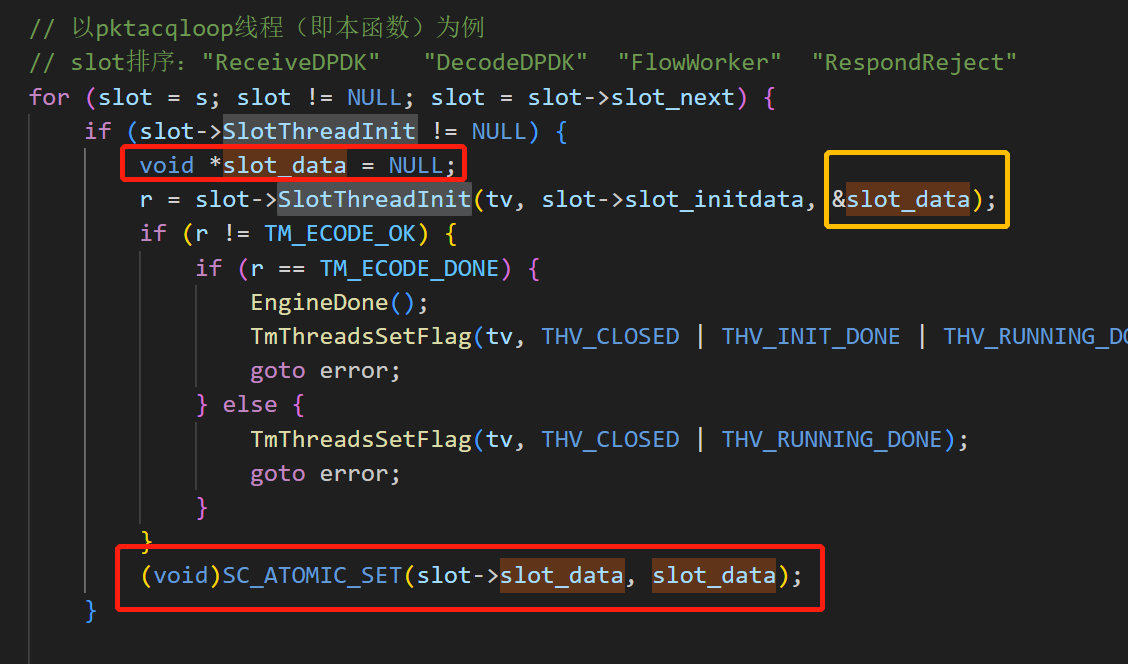 // 以pktacqloop线程（即本函数）为例
// slot排序："ReceiveDPDK"   "DecodeDPDK"  "FlowWorker"  "RespondReject"
for (slot = s; slot != NULL; slot = slot->slot_next) {
    if (slot->SlotThreadInit != NULL) {
        void *slot_data = NULL;
        r = slot->SlotThreadInit(tv, slot->slot_initdata, &slot_data);
        if (r != TM_ECODE_OK) {
            if (r == TM_ECODE_DONE) {
                EngineDone();
                TmThreadsSetFlag(tv, THV_CLOSED | THV_INIT_DONE | THV_RUNNING_DO
                goto error;
            } else {
                TmThreadsSetFlag(tv, THV_CLOSED | THV_RUNNING_DONE);
                goto error;
            }
        }
        (void)SC_ATOMIC_SET(slot->slot_data, slot_data);
    }